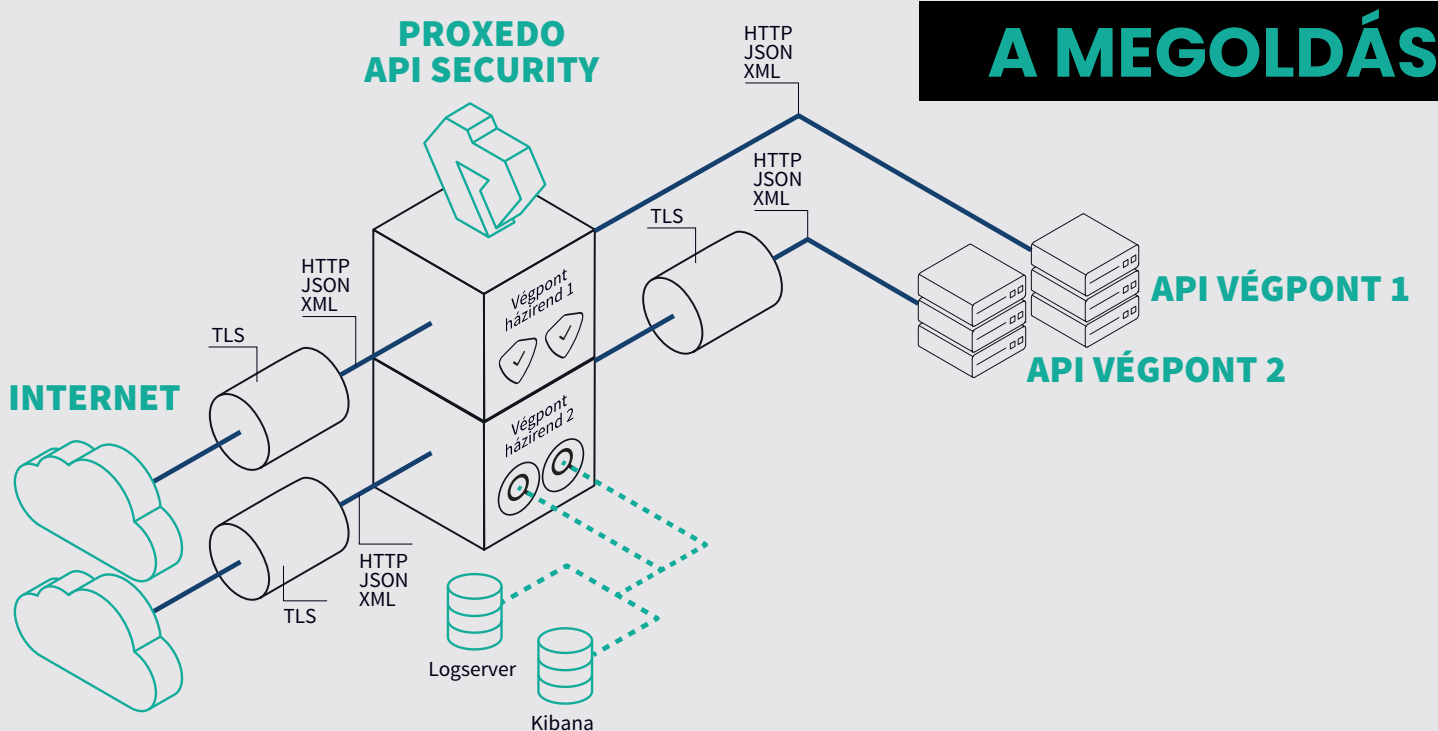 A MEGOLDÁS
PROXEDO
API SECURITY
HTTP
JSON
XML
HTTP
JSON
XML
TLS
HTTP
JSON
XML
TLS
Végpont
házirend 1
API VÉGPONT 1
API VÉGPONT 2
INTERNET
Végpont
házirend 2
HTTP
JSON
XML
TLS
Logserver
Kibana